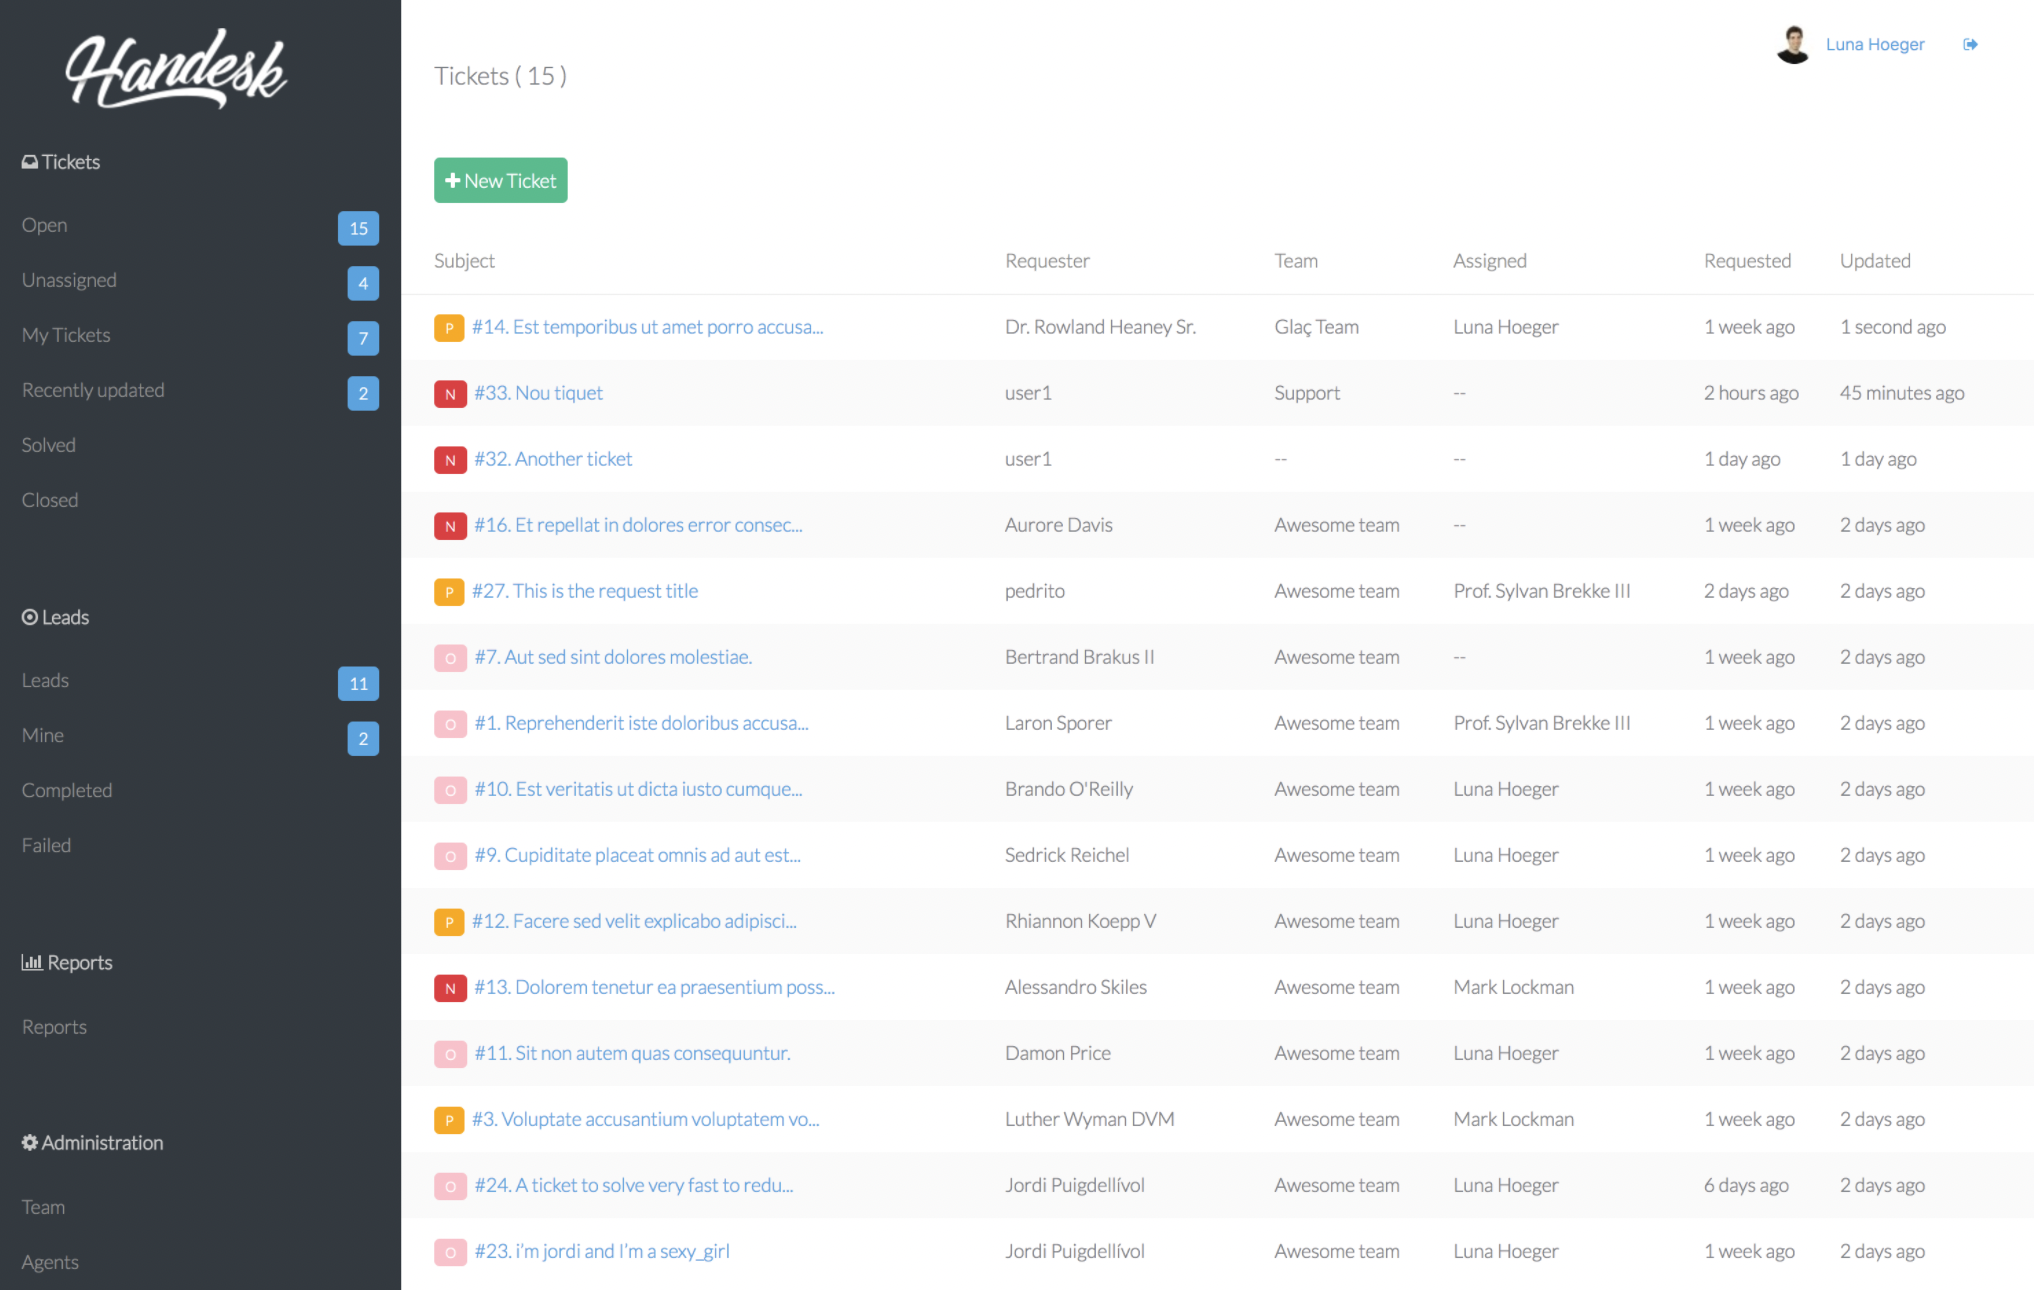 Handesk
Tickets
Open 15
Unassigned 4
My Tickets 7
Recently updated 2
Solved
Closed
Leads
Leads 11
Mine 2
Completed
Failed
Reports
Reports
Administration
Team
Agents
Luna Hoeger
Tickets ( 15 )
New Ticket
Subject Requester Team Assigned Requested Updated
P #14. Est temporibus ut amet porro accusa... Dr. Rowland Heaney Sr. Glaç Team Luna Hoeger 1 week ago 1 second ago
N #33. Nou tiquet user1 Support -- 2 hours ago 45 minutes ago
N #32. Another ticket user1 -- -- 1 day ago 1 day ago
N #16. Et repellat in dolores error consec... Aurore Davis Awesome team -- 1 week ago 2 days ago
P #27. This is the request title pedrito Awesome team Prof. Sylvan Brekke III 2 days ago 2 days ago
O #7. Aut sed sint dolores molestiae. Bertrand Brakus II Awesome team -- 1 week ago 2 days ago
O #1. Reprehenderit iste doloribus accusa... Laron Sporer Awesome team Prof. Sylvan Brekke III 1 week ago 2 days ago
O #10. Est veritatis ut dicta iusto cumque... Brando O'Reilly Awesome team Luna Hoeger 1 week ago 2 days ago
O #9. Cupiditate placeat omnis ad aut est... Sedrick Reichel Awesome team Luna Hoeger 1 week ago 2 days ago
P #12. Facere sed velit explicabo adipisci... Rhiannon Koepp V Awesome team Luna Hoeger 1 week ago 2 days ago
N #13. Dolorem tenetur ea praesentium poss... Alessandro Skiles Awesome team Mark Lockman 1 week ago 2 days ago
O #11. Sit non autem quas consequuntur. Damon Price Awesome team Luna Hoeger 1 week ago 2 days ago
P #3. Voluptate accusantium voluptatem vo... Luther Wyman DVM Awesome team Mark Lockman 1 week ago 2 days ago
O #24. A ticket to solve very fast to redu... Jordi Puigdellívol Awesome team Luna Hoeger 6 days ago 2 days ago
O #23. i'm jordi and I'm a sexy_girl Jordi Puigdellívol Awesome team Luna Hoeger 1 week ago 2 days ago